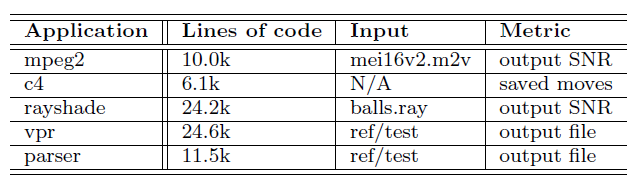 Application Lines of code Input Metric
mpeg2 10.0k mei16v2.m2v output SNR
c4 6.1k N/A saved moves
rayshade 24.2k balls.ray output SNR
vpr 24.6k ref/test output file
parser 11.5k ref/test output file